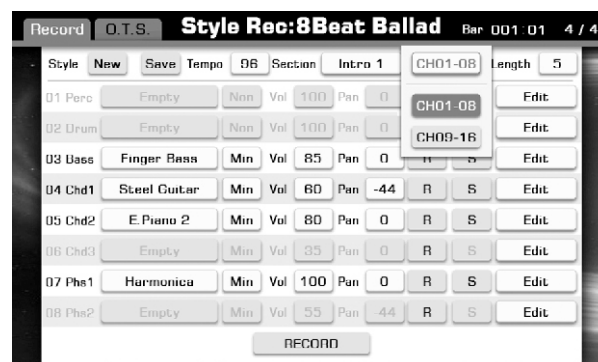 Record O.T.S. Style Rec:8Beat Ballad Bar 001:01 4 / 4
Style New Save Tempo 96 Section Intro 1 CH01-08 Length 5
CH01-08
CH09-16
01 Perc Empty Non Vol 100 Pan 0 Edit
02 Drum Empty Non Vol 100 Pan 0 Edit
03 Bass Finger Bass Min Vol 85 Pan 0 R S Edit
04 Chd1 Steel Guitar Min Vol 60 Pan -44 R S Edit
05 Chd2 E.Piano 2 Min Vol 80 Pan 0 R S Edit
06 Chd3 Empty Min Vol 35 Pan 0 R S Edit
07 Phs1 Harmonica Min Vol 100 Pan 0 R S Edit
08 Phs2 Empty Min Vol 55 Pan -44 R S Edit
RECORD